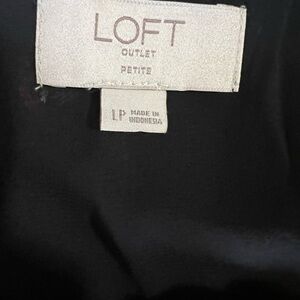 LOFT
OUTLET
PETITE
LP MADE IN
INDONESIA